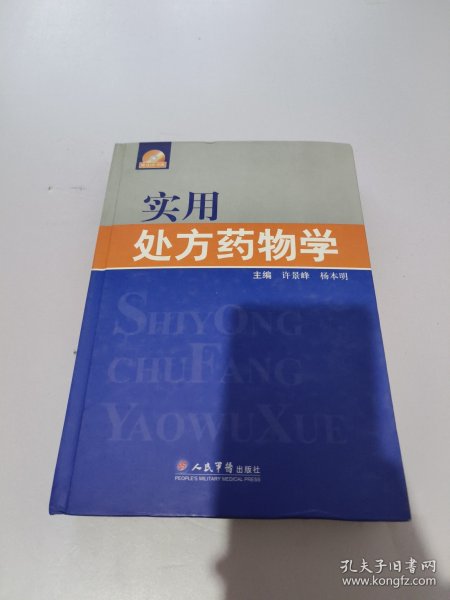 实用
处方药物学
主编 许景峰 杨本明
SHIYONG
CHUFANG
YAOWUXUE
人民军医出版社
PEOPLE'S MILITARY MEDICAL PRESS
孔夫子旧书网
www.kongfz.com